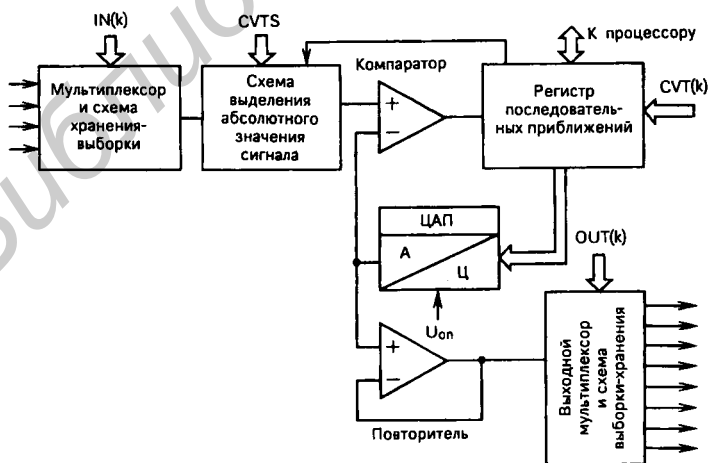 IN(k)
CVTS
К процессору
Компаратор
Мультиплексор
и схема
хранения-
выборки
Схема
выделения
абсолютного
значения
сигнала
+
−
Регистр
последователь-
ных приближений
CVT(k)
ЦАП
А
Ц
OUT(k)
Uоп
+
−
Повторитель
Выходной
мультиплексор
и схема
выборки-хранения
Библио